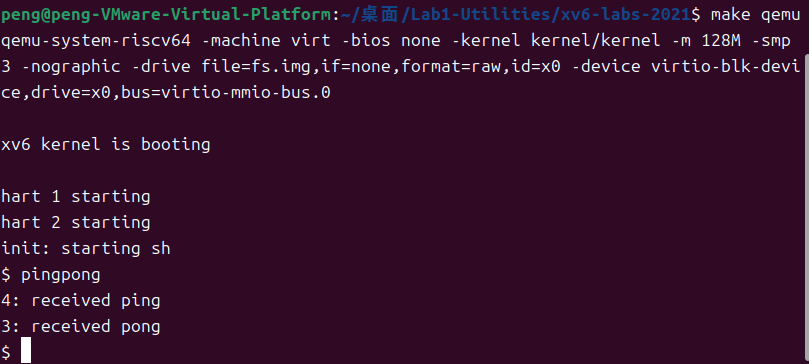 peng@peng-VMware-Virtual-Platform:~/桌面/Lab1-Utilities/xv6-labs-2021$ make qemu
qemu-system-riscv64 -machine virt -bios none -kernel kernel/kernel -m 128M -smp
3 -nographic -drive file=fs.img,if=none,format=raw,id=x0 -device virtio-blk-devi
ce,drive=x0,bus=virtio-mmio-bus.0
xv6 kernel is booting
hart 1 starting
hart 2 starting
init: starting sh
$ pingpong
4: received ping
3: received pong
$